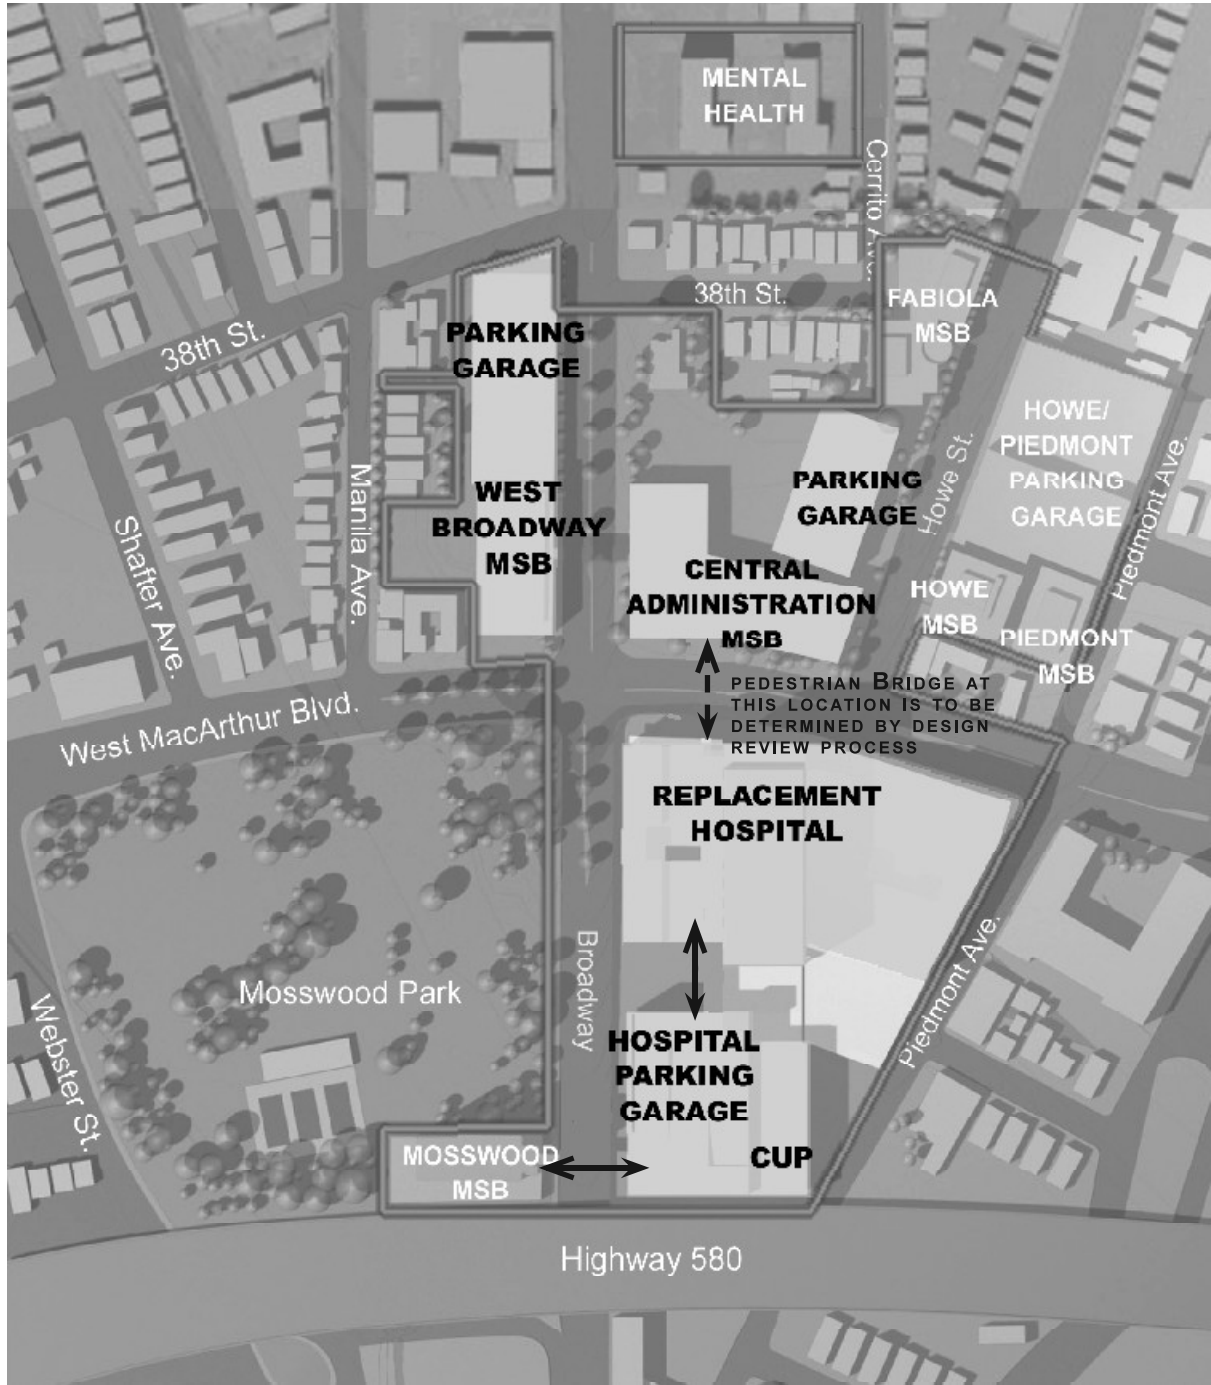 MENTAL
HEALTH
Cerrito Ave.
38th St.
FABIOLA
MSB
PARKING
GARAGE
38th St.
HOWE/
PIEDMONT
PARKING
GARAGE
WEST
BROADWAY
MSB
PARKING
GARAGE
Howe St.
Piedmont Ave.
Manila Ave.
Shafter Ave.
CENTRAL
ADMINISTRATION
MSB
HOWE
MSB
PIEDMONT
MSB
PEDESTRIAN BRIDGE AT
THIS LOCATION IS TO BE
DETERMINED BY DESIGN
REVIEW PROCESS
West MacArthur Blvd.
REPLACEMENT
HOSPITAL
Broadway
Piedmont Ave.
Mosswood Park
Webster St.
HOSPITAL
PARKING
GARAGE
CUP
MOSSWOOD
MSB
Highway 580